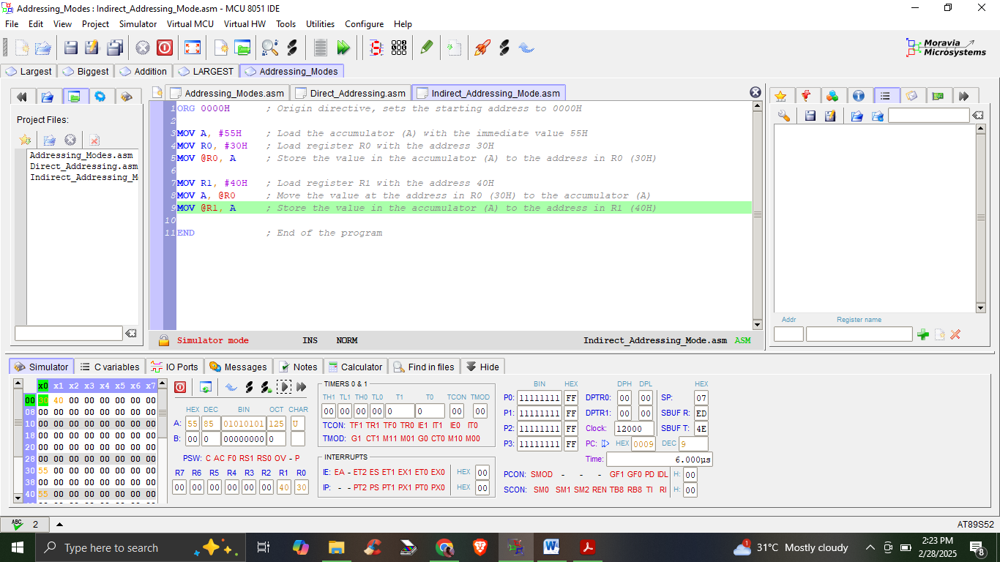 Addressing_Modes : Indirect_Addressing_Mode.asm - MCU 8051 IDE
File Edit View Project Simulator Virtual MCU Virtual HW Tools Utilities Configure Help
Moravia
Microsystems
Largest Biggest Addition LARGEST Addressing_Modes
Addressing_Modes.asm Direct_Addressing.asm Indirect_Addressing_Mode.asm
Project Files:
Addressing_Modes.asm
Direct_Addressing.asm
Indirect_Addressing_M
1 ORG 0000H ; Origin directive, sets the starting address to 0000H
2
3 MOV A, #55H ; Load the accumulator (A) with the immediate value 55H
4 MOV R0, #30H ; Load register R0 with the address 30H
5 MOV @R0, A ; Store the value in the accumulator (A) to the address in R0 (30H)
6
7 MOV R1, #40H ; Load register R1 with the address 40H
8 MOV A, @R0 ; Move the value at the address in R0 (30H) to the accumulator (A)
9 MOV @R1, A ; Store the value in the accumulator (A) to the address in R1 (40H)
10
11 END ; End of the program
Addr Register name
Simulator mode INS NORM Indirect_Addressing_Mode.asm ASM
Simulator C variables IO Ports Messages Notes Calculator Find in files Hide
x0 x1 x2 x3 x4 x5 x6 x7
00 30 40 00 00 00 00 00 00
08 00 00 00 00 00 00 00 00
10 00 00 00 00 00 00 00 00
18 00 00 00 00 00 00 00 00
20 00 00 00 00 00 00 00 00
28 00 00 00 00 00 00 00 00
30 55 00 00 00 00 00 00 00
38 00 00 00 00 00 00 00 00
40 55 00 00 00 00 00 00 00
HEX DEC BIN OCT CHAR
A: 55 85 01010101 125 U
B: 00 0 00000000 0
PSW: C AC F0 RS1 RS0 OV - P
R7 R6 R5 R4 R3 R2 R1 R0
00 00 00 00 00 00 40 30
TIMERS 0 & 1
TH1 TL1 TH0 TL0 T1 T0 TCON TMOD
00 00 00 00 0 0 00 00
TCON: TF1 TR1 TF0 TR0 IE1 IT1 IE0 IT0
TMOD: G1 CT1 M11 M01 G0 CT0 M10 M00
INTERRUPTS
IE: EA - ET2 ES ET1 EX1 ET0 EX0 HEX 00
IP: - - PT2 PS PT1 PX1 PT0 PX0 HEX 00
BIN HEX DPH DPL HEX
P0: 11111111 FF DPTR0: 00 00 SP: 07
P1: 11111111 FF DPTR1: 00 00 SBUF R: ED
P2: 11111111 FF Clock: 12000 SBUF T: 4E
P3: 11111111 FF PC: HEX 0009 DEC 9
Time: 6.000µs
PCON: SMOD - - - GF1 GF0 PD IDL H: 00
SCON: SM0 SM1 SM2 REN TB8 RB8 TI RI H: 00
ABC 2 AT89S52
Type here to search 1 31°C Mostly cloudy 2:23 PM
2/28/2025 8